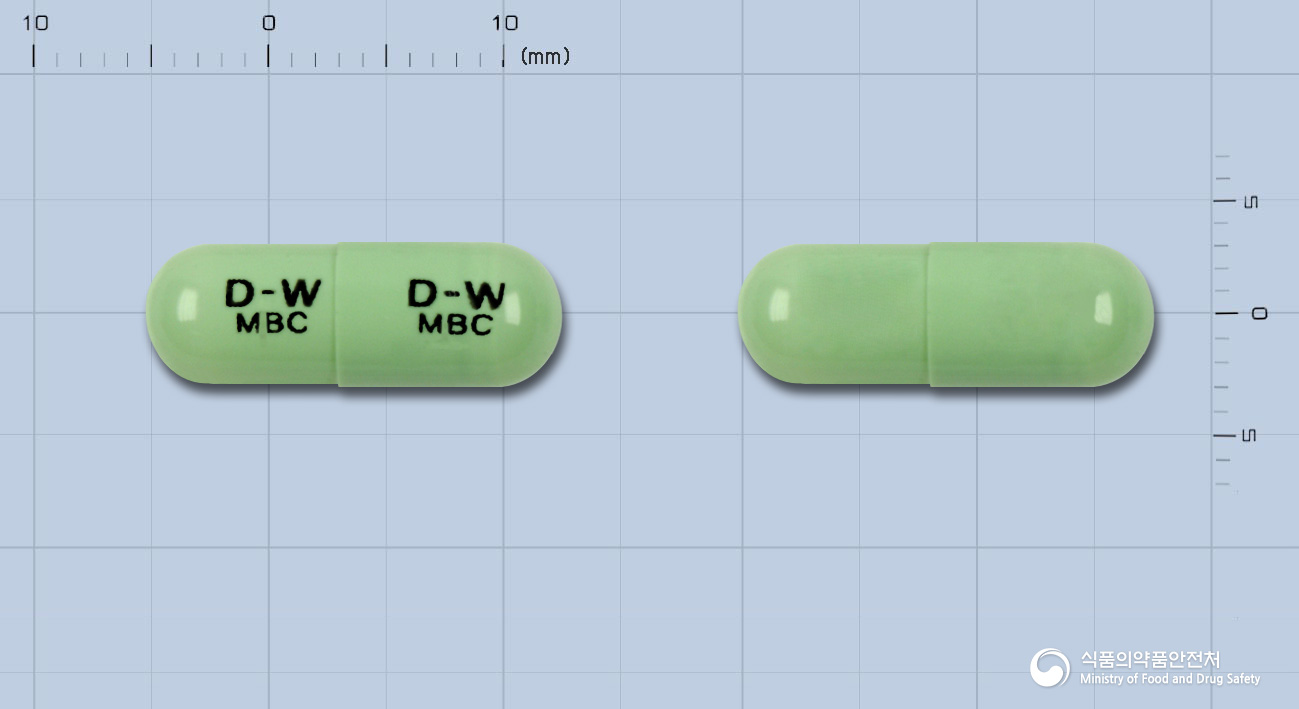 10 0 10
(mm)
D-W D-W
MBC MBC
5
0
5
식품의약품안전처
Ministry of Food and Drug Safety